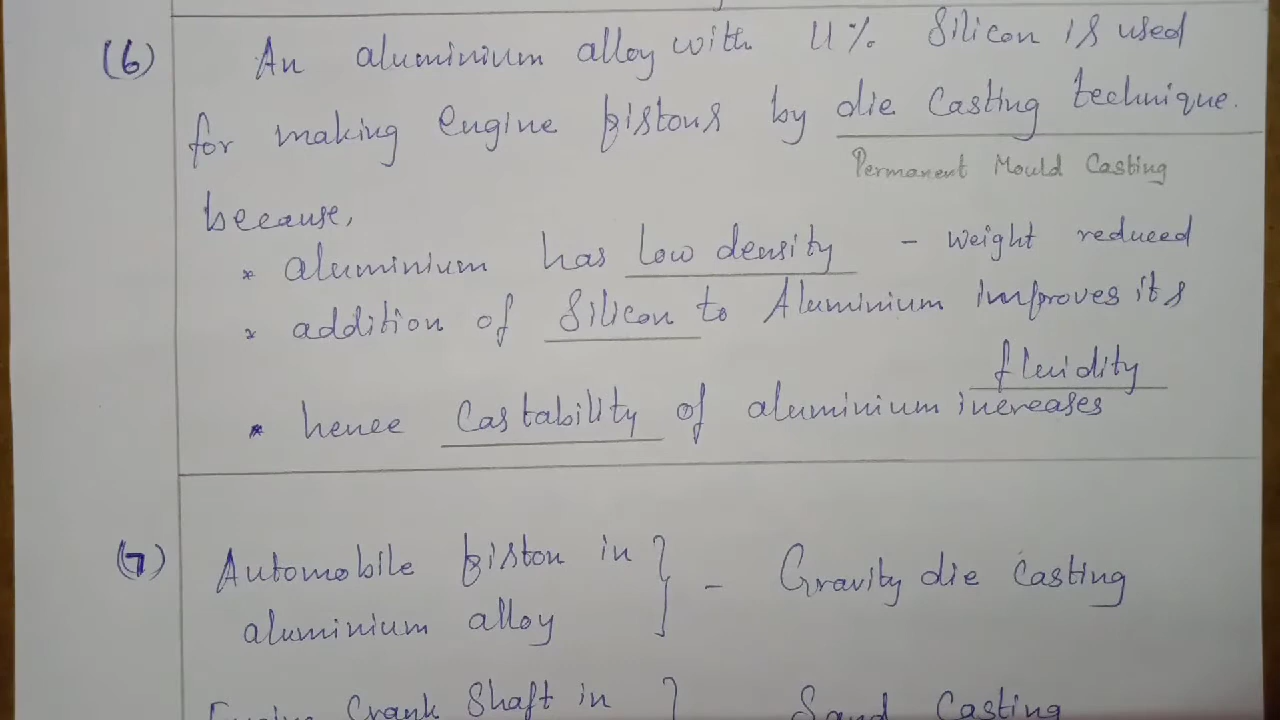 (6) An aluminium alloy with 11% Silicon is used
for making engine pistons by die Casting technique.
Permanent Mould Casting
because,
* aluminium has low density - weight reduced
* addition of Silicon to Aluminium improves its
fluidity
* hence Castability of aluminium increases
(7) Automobile piston in } - Gravity die Casting
aluminium alloy
Engine Crank Shaft in } Sand Casting